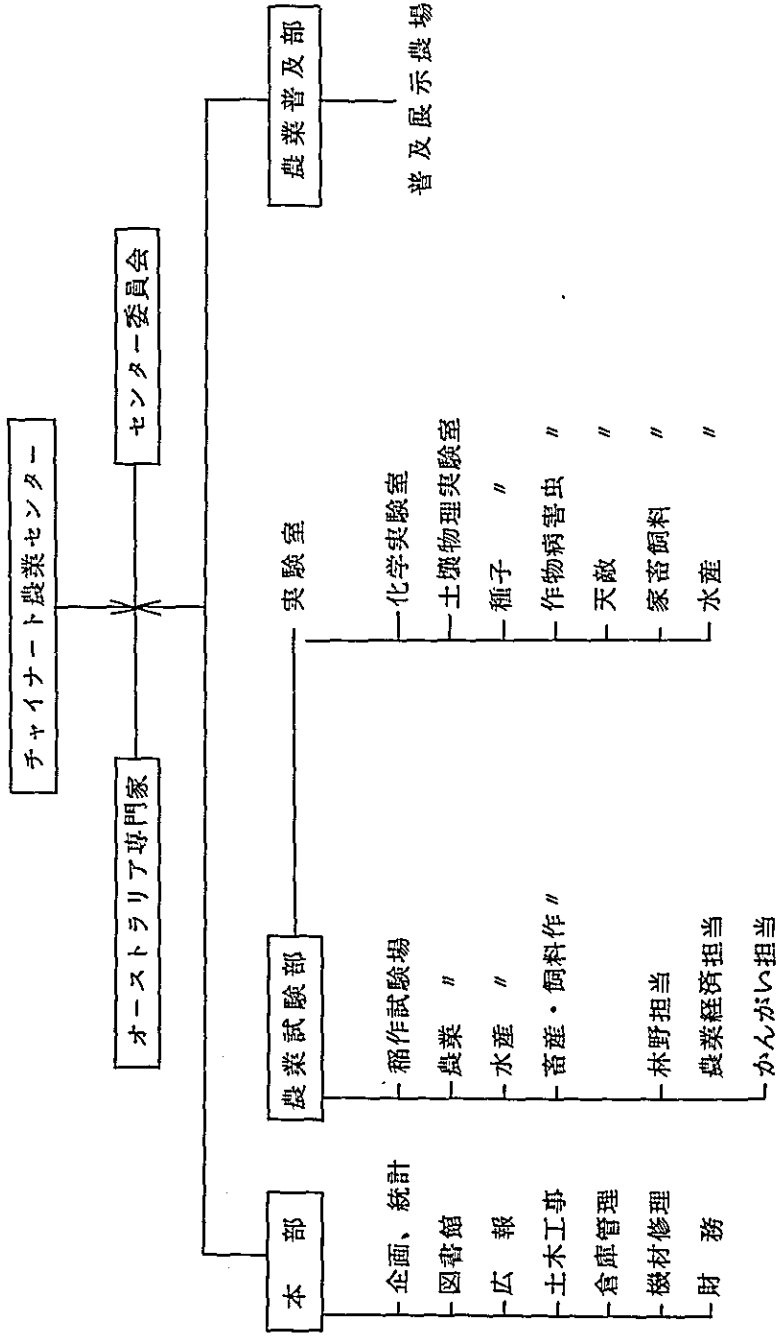 チャイナート農業センター
オーストラリア専門家
センター委員会
本部
企画、統計
図書館
広報
土木工事
倉庫管理
機材修理
財務
農業試験部
稲作試験場
農業 〃
水産 〃
畜産・飼料作〃
林野担当
農業経済担当
かんがい担当
実験室
化学実験室
土壌物理実験室
種子 〃
作物病害虫 〃
天敵 〃
家畜飼料 〃
水産 〃
農業普及部
普及展示農場